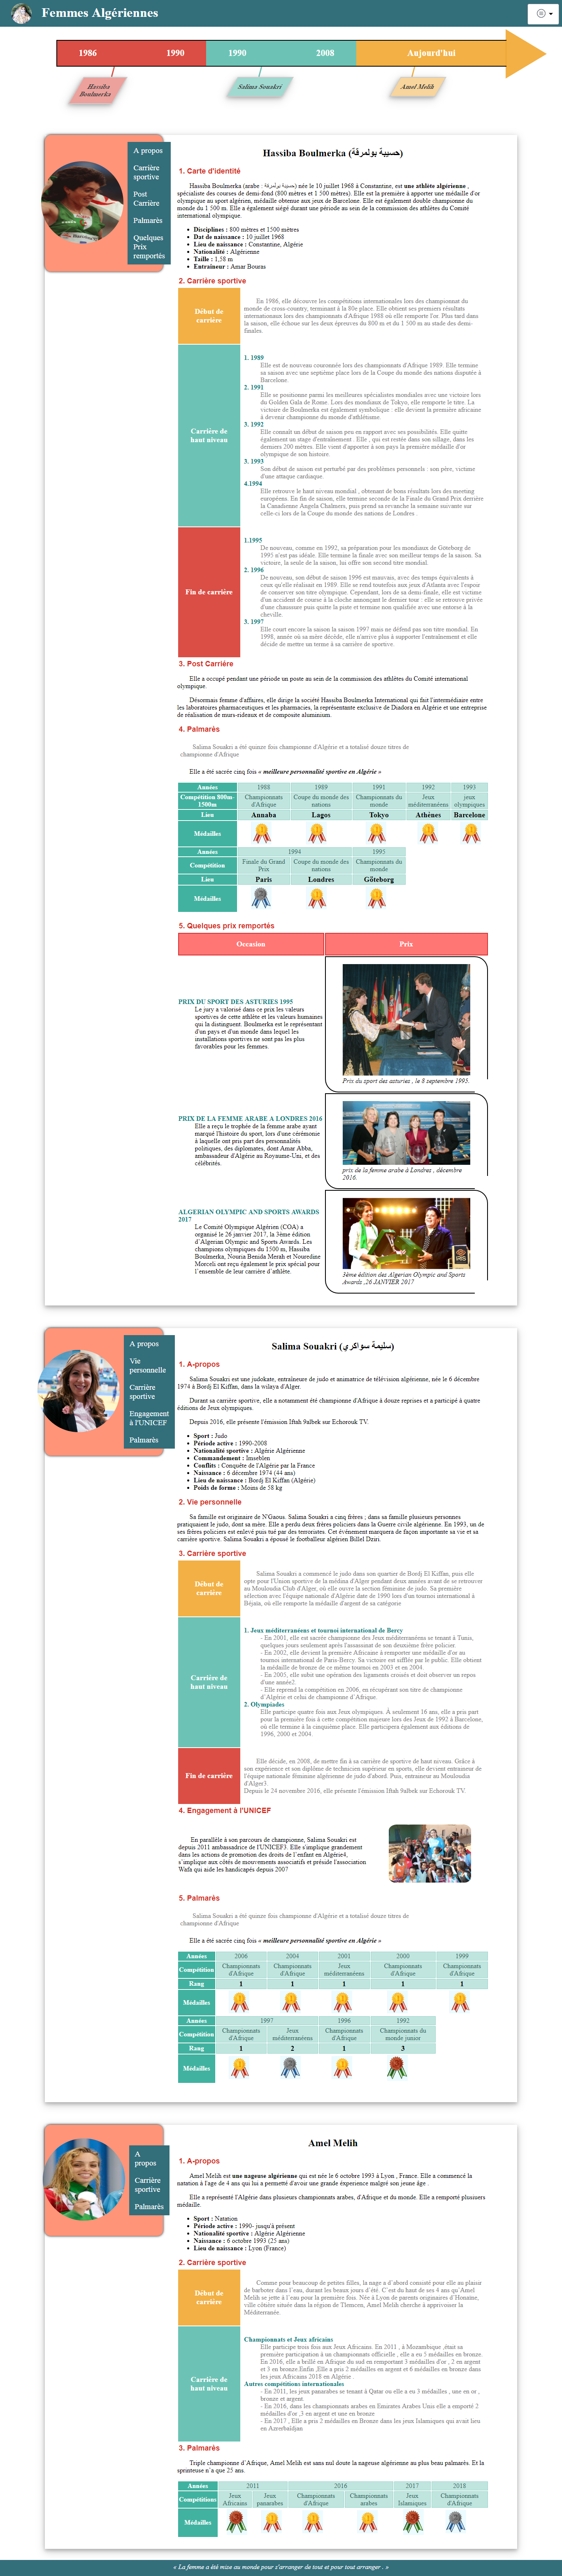 Femmes Algériennes
1986 1990 1990 2008 Aujourd'hui
Hassiba
Boulmerka
Salima Souakri
Amel Melih
A propos
Carrière
sportive
Post
Carrière
Palmarès
Quelques
Prix
remportés
Hassiba Boulmerka (حسيبة بولمرقة)
1. Carte d'identité
Hassiba Boulmerka (arabe : حسيبة بولمرقة) née le 10 juillet 1968 à Constantine, est une athlète algérienne ,
spécialiste des courses de demi-fond (800 mètres et 1 500 mètres). Elle est la première à apporter une médaille d'or
olympique au sport algérien, médaille obtenue aux jeux de Barcelone. Elle est également double championne du
monde du 1 500 m. Elle a également siégé durant une période au sein de la commission des athlètes du Comité
international olympique.
Disciplines : 800 mètres et 1500 mètres
Dat de naissance : 10 juillet 1968
Lieu de naissance : Constantine, Algérie
Nationalité : Algérienne
Taille : 1,58 m
Entraîneur : Amar Bouras
2. Carrière sportive
Début de
carrière
En 1986, elle découvre les compétitions internationales lors des championnat du
monde de cross-country, terminant à la 80e place. Elle obtient ses premiers résultats
internationaux lors des championnats d'Afrique 1988 où elle remporte l'or. Plus tard dans
la saison, elle échoue sur les deux épreuves du 800 m et du 1 500 m au stade des demi-
finales.
Carrière de
haut niveau
1. 1989
Elle est de nouveau couronnée lors des championnats d'Afrique 1989. Elle termine
sa saison avec une septième place lors de la Coupe du monde des nations disputée à
Barcelone.
2. 1991
Elle se positionne parmi les meilleures spécialistes mondiales avec une victoire lors
du Golden Gala de Rome. Lors des mondiaux de Tokyo, elle remporte le titre. La
victoire de Boulmerka est également symbolique : elle devient la première africaine
à devenir championne du monde d'athlétisme.
3. 1992
Elle connaît un début de saison peu en rapport avec ses possibilités. Elle quitte
également un stage d'entraînement . Elle , qui est restée dans son sillage, dans les
derniers 200 mètres. Elle vient d'apporter à son pays la première médaille d'or
olympique de son histoire .
3. 1993
Son début de saison est perturbé par des problèmes personnels : son père, victime
d'une attaque cardiaque.
4.1994
Elle retrouve le haut niveau mondial , obtenant de bons résultats lors des meeting
européens. En fin de saison, elle termine seconde de la Finale du Grand Prix derrière
la Canadienne Angela Chalmers, puis prend sa revanche la semaine suivante sur
celle-ci lors de la Coupe du monde des nations de Londres .
Fin de carrière
1.1995
De nouveau, comme en 1992, sa préparation pour les mondiaux de Göteborg de
1995 n'est pas idéale. Elle termine la finale avec son meilleur temps de la saison. Sa
victoire, la seule de la saison, lui offre son second titre mondial.
2. 1996
De nouveau, son début de saison 1996 est mauvais, avec des temps équivalents à
ceux qu'elle réalisait en 1989. Elle se rend toutefois aux jeux d'Atlanta avec l'espoir
de conserver son titre olympique. Cependant, lors de sa demi-finale, elle est victime
d'un accident de course à la cloche annonçant le dernier tour : elle se retrouve privée
d'une chaussure puis quitte la piste et termine non qualifiée avec une entorse à la
cheville.
3. 1997
Elle court encore la saison la saison 1997 mais ne défend pas son titre mondial. En
1998, année où sa mère décède, elle n'arrive plus à supporter l'entraînement et elle
décide de mettre un terme à sa carrière de sportive.
3. Post Carriére
Elle a occupé pendant une période un poste au sein de la commission des athlètes du Comité international
olympique.
Désormais femme d'affaires, elle dirige la société Hassiba Boulmerka International qui fait l'intermédiaire entre
les laboratoires pharmaceutiques et les pharmacies, la représentante exclusive de Diadora en Algérie et une entreprise
de réalisation de murs-rideaux et de composite aluminium.
4. Palmarès
Salima Souakri a été quinze fois championne d'Algérie et a totalisé douze titres de
championne d'Afrique
Elle a été sacrée cinq fois « meilleure personnalité sportive en Algérie »
Années 1988 1989 1991 1992 1993
Compétition 800m-
1500m
Championnats
d'Afrique
Coupe du monde des
nations
Championnats du
monde
Jeux
méditerranéens
jeux
olympiques
Lieu Annaba Lagos Tokyo Athènes Barcelone
Médailles
Années 1994 1995
Compétition
Finale du Grand
Prix
Coupe du monde des
nations
Championnats du
monde
Lieu Paris Londres Göteborg
Médailles
5. Quelques prix remportés
Occasion Prix
PRIX DU SPORT DES ASTURIES 1995
Le jury a valorisé dans ce prix les valeurs
sportives de cette athlète et les valeurs humaines
qui la distinguent. Boulmerka est le représentant
d'un pays et d'un monde dans lequel les
installations sportives ne sont pas les plus
favorables pour les femmes.
Prix du sport des asturies , le 8 septembre 1995.
PRIX DE LA FEMME ARABE A LONDRES 2016
Elle a reçu le trophée de la femme arabe ayant
marqué l'histoire du sport, lors d'une cérémonie
à laquelle ont pris part des personnalités
politiques, des diplomates, dont Amar Abba,
ambassadeur d'Algérie au Royaume-Uni, et des
célébrités.
prix de la femme arabe à Londres , décembre
2016.
ALGERIAN OLYMPIC AND SPORTS AWARDS
2017
Le Comité Olympique Algérien (COA) a
organisé le 26 janvier 2017, la 3ème édition
d'Algerian Olympic and Sports Awards. Les
champions olympiques du 1500 m, Hassiba
Boulmerka, Nouria Benida Merah et Noureddine
Morceli ont reçu également le prix spécial pour
l'ensemble de leur carrière d'athlète.
3ème édition des Algerian Olympic and Sports
Awards ,26 JANVIER 2017
A propos
Vie
personnelle
Carrière
sportive
Engagement
à l'UNICEF
Palmarès
Salima Souakri (سليمة سواكري)
1. A-propos
Salima Souakri est une judokate, entraîneuse de judo et animatrice de télévision algérienne, née le 6 décembre
1974 à Bordj El Kiffan, dans la wilaya d'Alger.
Durant sa carrière sportive, elle a notamment été championne d'Afrique à douze reprises et a participé à quatre
éditions de Jeux olympiques.
Depuis 2016, elle présente l'émission Iftah 9albek sur Echorouk TV.
Sport : Judo
Période active : 1990-2008
Nationalité sportive : Algérie Algérienne
Commandement : Imseblen
Conflits : Conquête de l'Algérie par la France
Naissance : 6 décembre 1974 (44 ans)
Lieu de naissance : Bordj El Kiffan (Algérie)
Poids de forme : Moins de 58 kg
2. Vie personnelle
Sa famille est originaire de N'Gaous. Salima Souakri a cinq frères ; dans sa famille plusieurs personnes
pratiquaient le judo, dont sa mère. Elle a perdu deux frères policiers dans la Guerre civile algérienne. En 1993, un de
ses frères policiers est enlevé puis tué par des terroristes. Cet événement marquera de façon importante sa vie et sa
carrière sportive. Salima Souakri a épousé le footballeur algérien Billel Dziri.
3. Carrière sportive
Début de
carrière
Salima Souakri a commencé le judo dans son quartier de Bordj El Kiffan, puis elle
opte pour l'Union sportive de la médina d'Alger pendant deux années avant de se retrouver
au Mouloudia Club d'Alger, où elle ouvre la section féminine de judo. Sa première
sélection avec l'équipe nationale d'Algérie date de 1990 lors d'un tournoi international à
Béjaïa, où elle remporte la médaille d'argent de sa catégorie
Carrière de
haut niveau
1. Jeux méditerranéens et tournoi international de Bercy
- En 2001, elle est sacrée championne des Jeux méditerranéens se tenant à Tunis,
quelques jours seulement après l'assassinat de son deuxième frère policier.
- En 2002, elle devient la première Africaine à remporter une médaille d'or au
tournoi international de Paris-Bercy. Sa victoire est sifflée par le public. Elle obtient
la médaille de bronze de ce même tournoi en 2003 et en 2004.
- En 2005, elle subit une opération des ligaments croisés et doit observer un repos
d'une année2.
- Elle reprend la compétition en 2006, en récupérant son titre de championne
d'Algérie et celui de championne d'Afrique.
2. Olympiades
Elle participe quatre fois aux Jeux olympiques. À seulement 16 ans, elle a pris part
pour la première fois à cette compétition majeure lors des Jeux de 1992 à Barcelone,
où elle termine à la cinquième place. Elle participera également aux éditions de
1996, 2000 et 2004.
Fin de carrière
Elle décide, en 2008, de mettre fin à sa carrière de sportive de haut niveau. Grâce à
son expérience et son diplôme de technicien supérieur en sports, elle devient entraîneur de
l'équipe nationale féminine algérienne de judo d'abord. Puis, entraineur au Mouloudia
d'Alger3.
Depuis le 24 novembre 2016, elle présente l'émission Iftah 9albek sur Echorouk TV.
4. Engagement à l'UNICEF
En parallèle à son parcours de championne, Salima Souakri est
depuis 2011 ambassadrice de l'UNICEF3. Elle s'implique grandement
dans les actions de promotion des droits de l'enfant en Algérie4,
s'implique aux côtés de mouvements associatifs et préside l'association
Wafa qui aide les handicapés depuis 2007
5. Palmarès
Salima Souakri a été quinze fois championne d'Algérie et a totalisé douze titres de
championne d'Afrique
Elle a été sacrée cinq fois « meilleure personnalité sportive en Algérie »
Années 2006 2004 2001 2000 1999
Compétition
Championnats
d'Afrique
Championnats
d'Afrique
Jeux
méditerranéens
Championnats
d'Afrique
Championnats
d'Afrique
Rang 1 1 1 1 1
Médailles
Années 1997 1996 1992
Compétition
Championnats
d'Afrique
Jeux
méditerranéens
Championnats
d'Afrique
Championnats du
monde junior
Rang 1 2 1 3
Médailles
A
propos
Carrière
sportive
Palmarès
Amel Melih
1. A-propos
Amel Melih est une nageuse algérienne qui est née le 6 octobre 1993 à Lyon , France. Elle a commencé la
natation à l'age de 4 ans qui lui a permetté d'avoir une grande éxperience malgré son jeune âge .
Elle a représenté l'Algérie dans plusieurs championnats arabes, d'Afrique et du monde. Elle a remporté plusiers
médaille.
Sport : Natation
Période active : 1990- jusqu'à présent
Nationalité sportive : Algérie Algérienne
Naissance : 6 octobre 1993 (25 ans)
Lieu de naissance : Lyon (France)
2. Carrière sportive
Début de
carrière
Comme pour beaucoup de petites filles, la nage a d'abord consisté pour elle au plaisir
de barboter dans l'eau, durant les beaux jours d'été. C'est du haut de ses 4 ans qu'Amel
Melih se jette à l'eau pour la première fois. Née à Lyon de parents originaires d'Honaine,
ville côtière située dans la région de Tlemcen, Amel Melih cherche à apprivoiser la
Méditerranée.
Carrière de
haut niveau
Championnats et Jeux africains
Elle participe trois fois aux Jeux Africains. En 2011 , à Mozambique ,était sa
première participation à un championnats officielle , elle a eu 5 médailles en bronze.
En 2016, elle a brillé en Afrique du sud en remportant 3 médailles d'or , 2 en argent
et 3 en bronze.Enfin ,Elle a pris 2 médailles en argent et 6 médailles en bronze dans
les jeux Africains 2018 en Algérie .
Autres compétitions internationales
- En 2011, les jeux panarabes se tenant à Qatar ou elle a eu 3 médailles , une en or ,
bronze et argent.
- En 2016, dans les championnats arabes en Emirates Arabes Unis elle a emporté 2
médailles d'or ,3 en argent et une en bronze
- En 2017 , Elle a pris 2 médailles en Bronze dans les jeux Islamiques qui avait lieu
en Azerbaïdjan
3. Palmarès
Triple championne d'Afrique, Amel Melih est sans nul doute la nageuse algérienne au plus beau palmarès. Et la
sprinteuse n'a que 25 ans.
Années 2011 2016 2017 2018
Compétitions
Jeux
Africains
Jeux
panarabes
Championnats
d'Afrique
Championnats
arabes
Jeux
Islamiques
Championnats
d'Afrique
Médailles
« La femme a été mise au monde pour s'arranger de tout et pour tout arranger . »